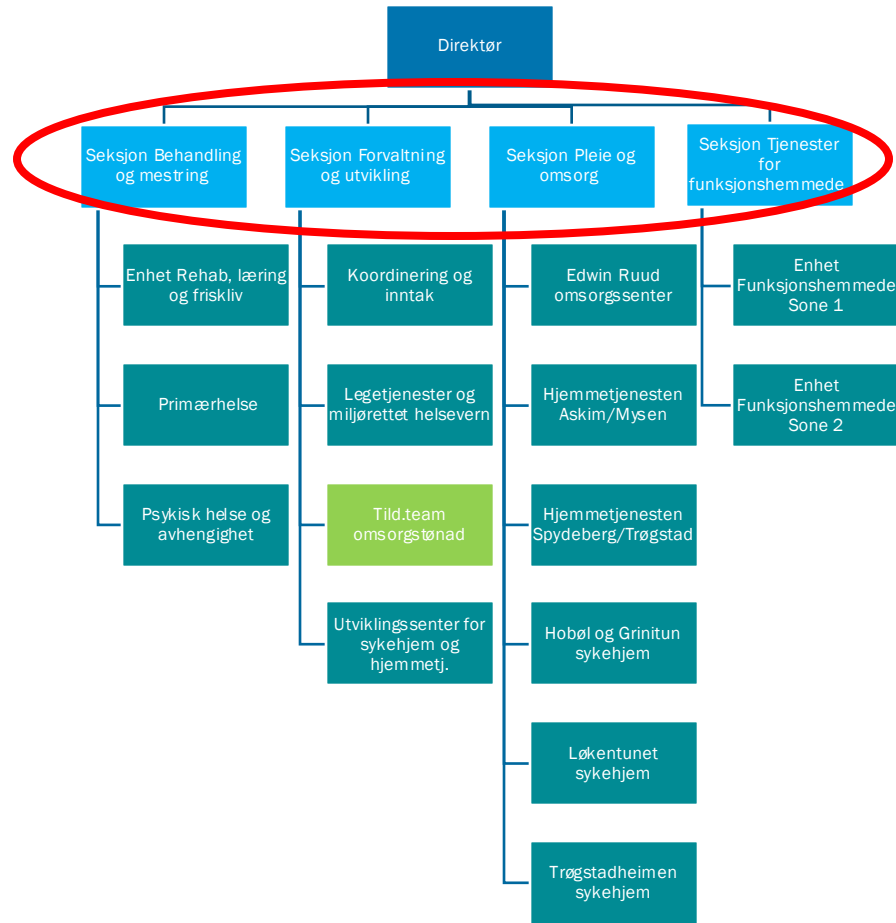 Direktør
Seksjon Behandling
og mestring
Seksjon Forvaltning
og utvikling
Seksjon Pleie og
omsorg
Seksjon Tjenester
for
funksjonshemmede
Enhet Rehab, læring
og friskliv
Primærhelse
Psykisk helse og
avhengighet
Koordinering og
inntak
Legetjenester og
miljørettet helsevern
Tild.team
omsorgstønad
Utviklingssenter for
sykehjem og
hjemmetj.
Edwin Ruud
omsorgssenter
Hjemmetjenesten
Askim/Mysen
Hjemmetjenesten
Spydeberg/Trøgstad
Hobøl og Grinitun
sykehjem
Løkentunet
sykehjem
Trøgstadheimen
sykehjem
Enhet
Funksjonshemmede
Sone 1
Enhet
Funksjonshemmede
Sone 2